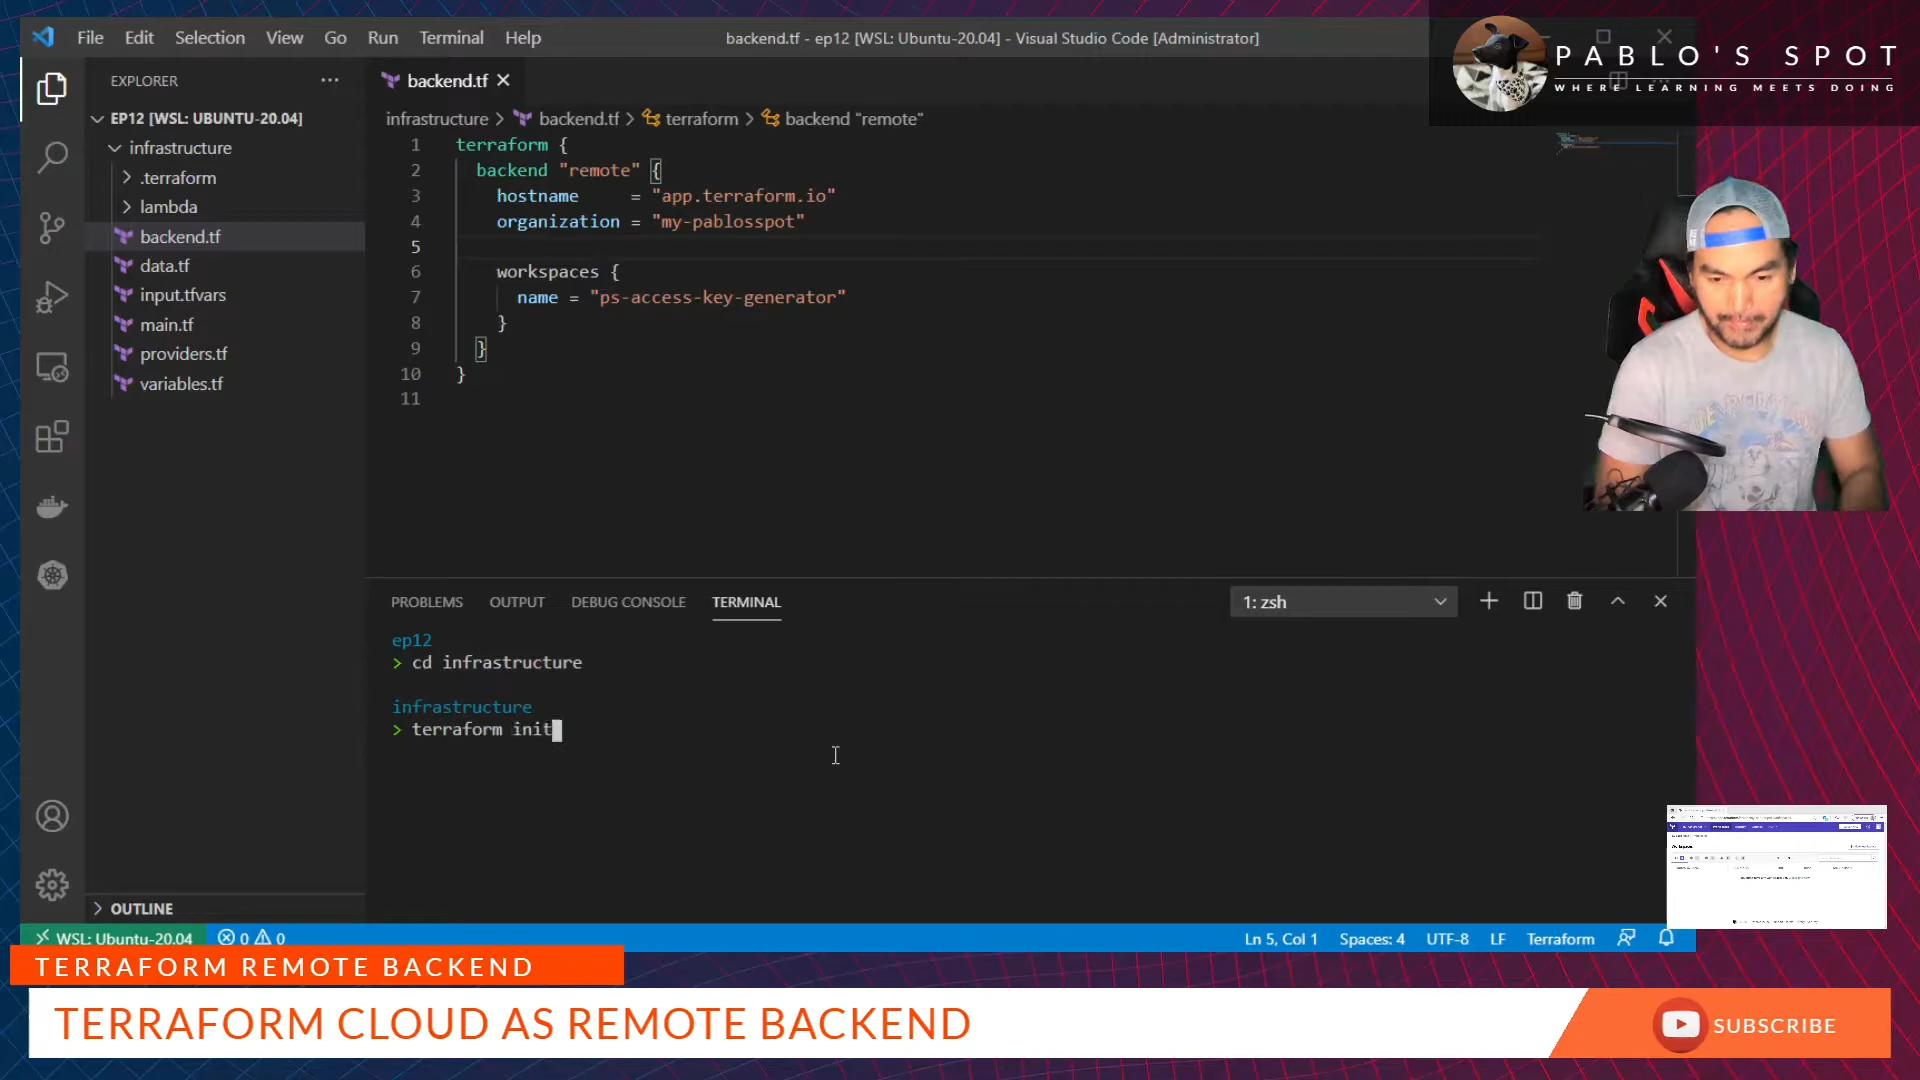 File Edit Selection View Go Run Terminal Help
backend.tf - ep12 [WSL: Ubuntu-20.04] - Visual Studio Code [Administrator]
PABLO'S SPOT
WHERE LEARNING MEETS DOING
EXPLORER
backend.tf
EP12 [WSL: UBUNTU-20.04]
infrastructure
.terraform
lambda
backend.tf
data.tf
input.tfvars
main.tf
providers.tf
variables.tf
OUTLINE
infrastructure > backend.tf > terraform > backend "remote"
1 terraform {
2 backend "remote" {
3 hostname = "app.terraform.io"
4 organization = "my-pablosspot"
5
6 workspaces {
7 name = "ps-access-key-generator"
8 }
9 }
10 }
11
PROBLEMS OUTPUT DEBUG CONSOLE TERMINAL
1: zsh
ep12
> cd infrastructure
infrastructure
> terraform init
WSL: Ubuntu-20.04 0 0
Ln 5, Col 1 Spaces: 4 UTF-8 LF Terraform
TERRAFORM REMOTE BACKEND
TERRAFORM CLOUD AS REMOTE BACKEND
SUBSCRIBE